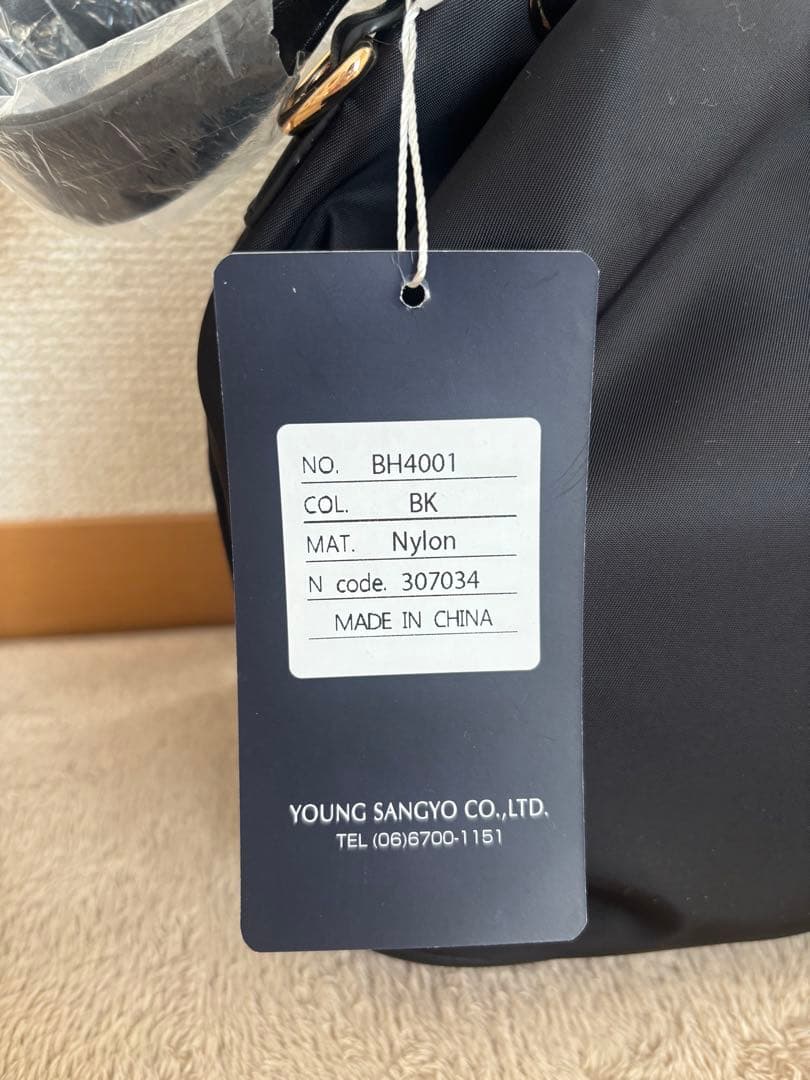 NO. BH4001
COL. BK
MAT. Nylon
N code. 307034
MADE IN CHINA
YOUNG SANGYO CO.,LTD.
TEL (06)6700-1151